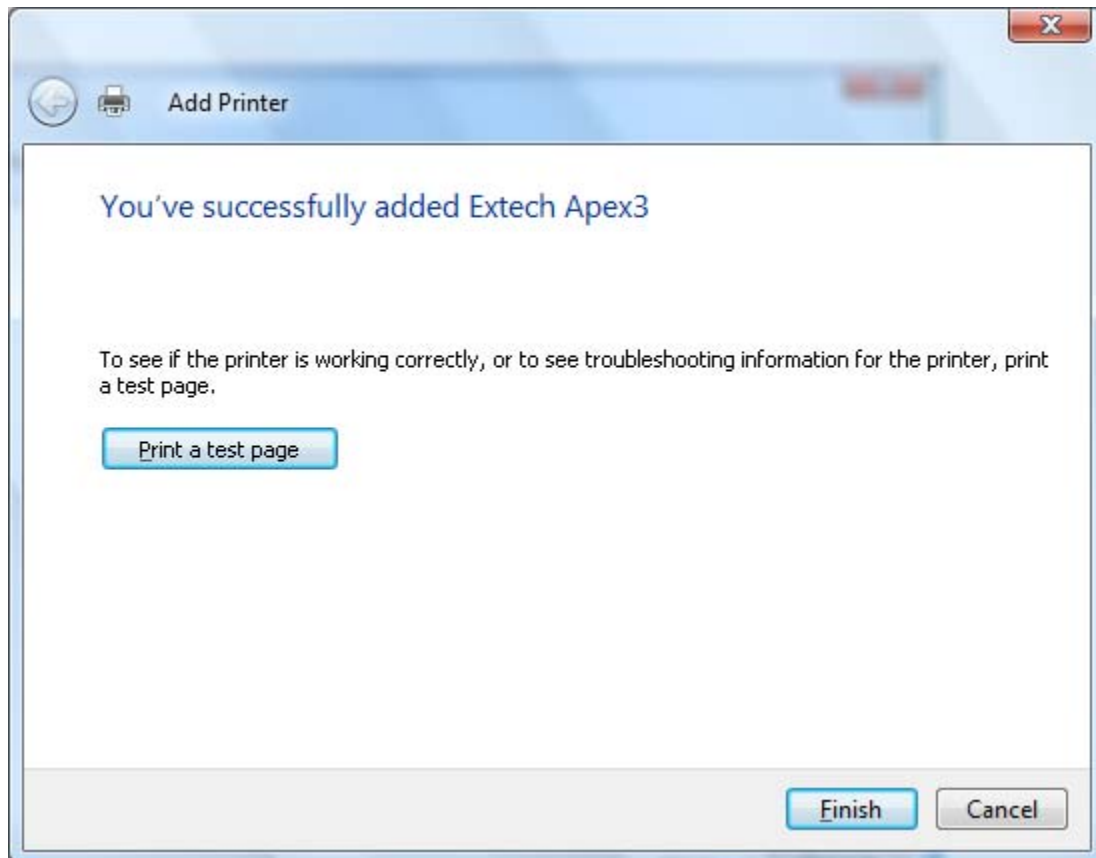 Add Printer
You've successfully added Extech Apex3
To see if the printer is working correctly, or to see troubleshooting information for the printer, print
a test page.
Print a test page
Finish Cancel